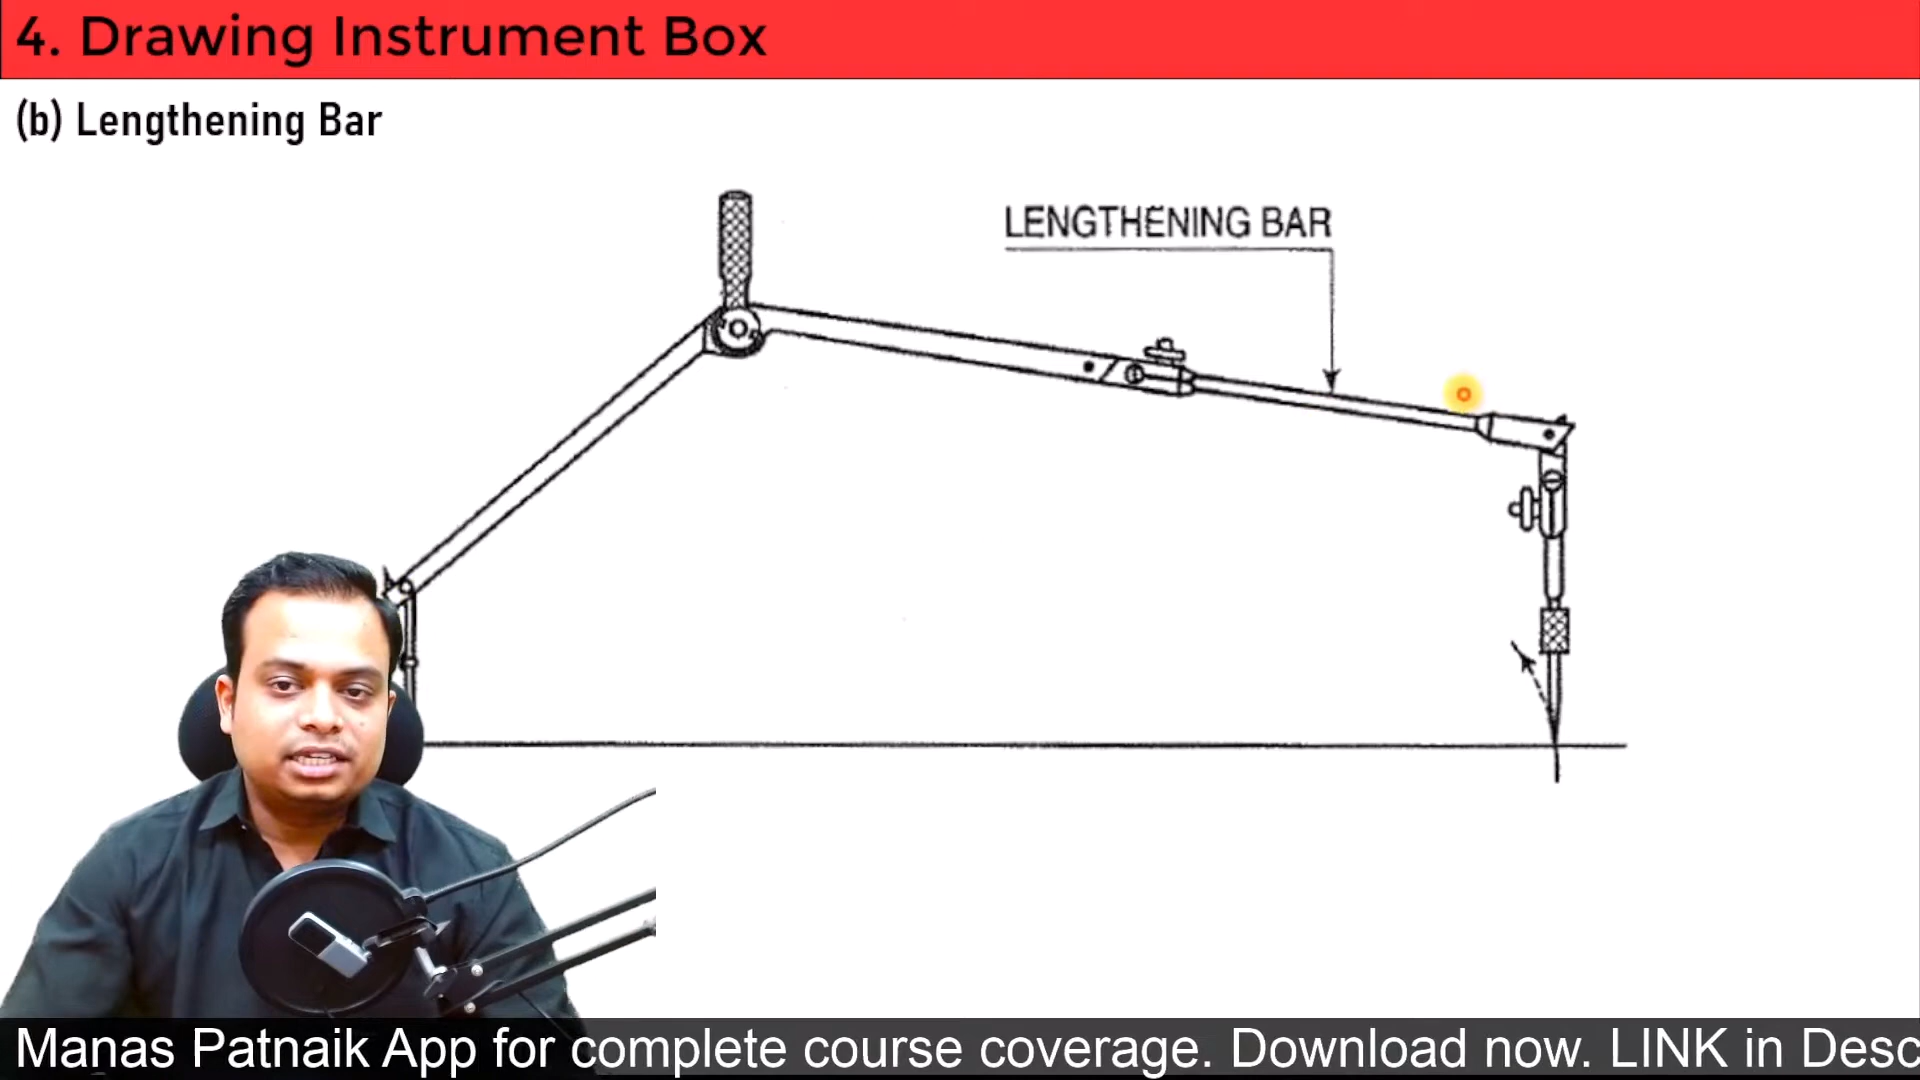 4. Drawing Instrument Box
(b) Lengthening Bar
LENGTHENING BAR
Manas Patnaik App for complete course coverage. Download now. LINK in Desc